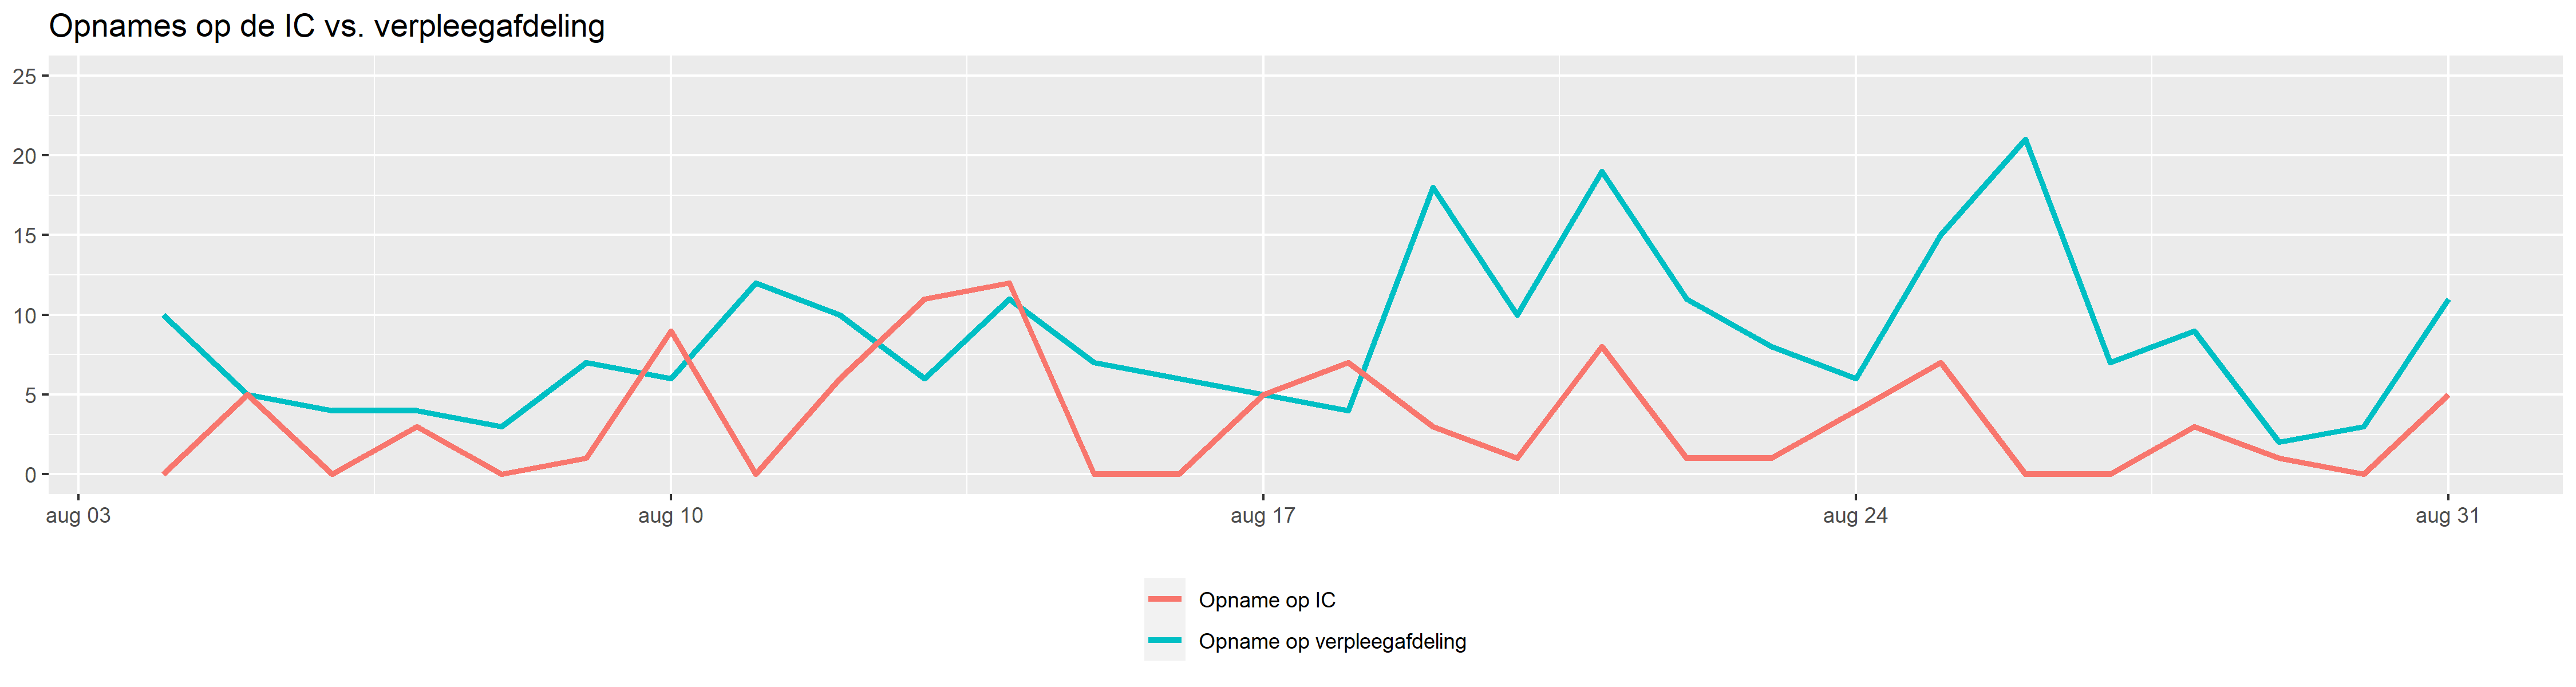 Opnames op de IC vs. verpleegafdeling
25
20
15
10
5
0
aug 03 aug 10 aug 17 aug 24 aug 31
Opname op IC
Opname op verpleegafdeling